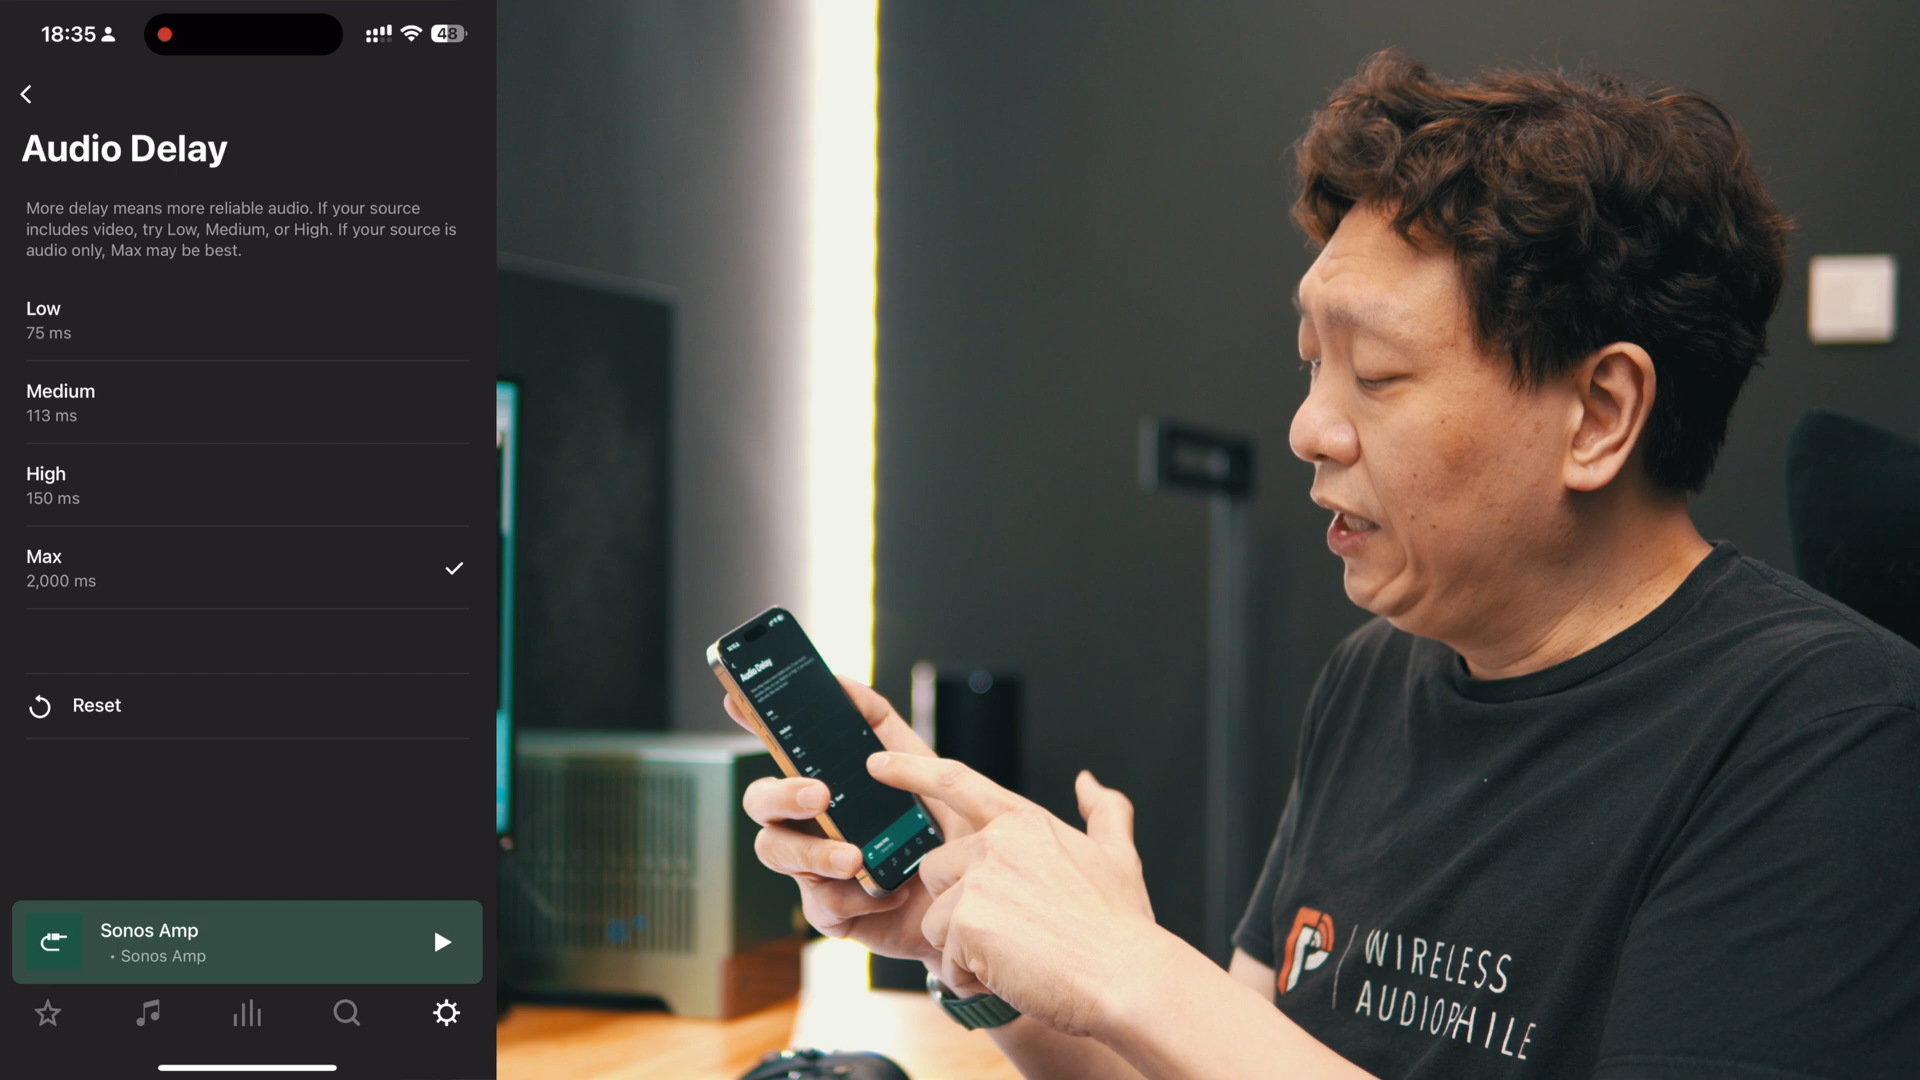 18:35
48
Audio Delay
More delay means more reliable audio. If your source
includes video, try Low, Medium, or High. If your source is
audio only, Max may be best.
Low
75 ms
Medium
113 ms
High
150 ms
Max
2,000 ms
Reset
Sonos Amp
• Sonos Amp
Audio Delay
WIRELESS
AUDIOPHILE